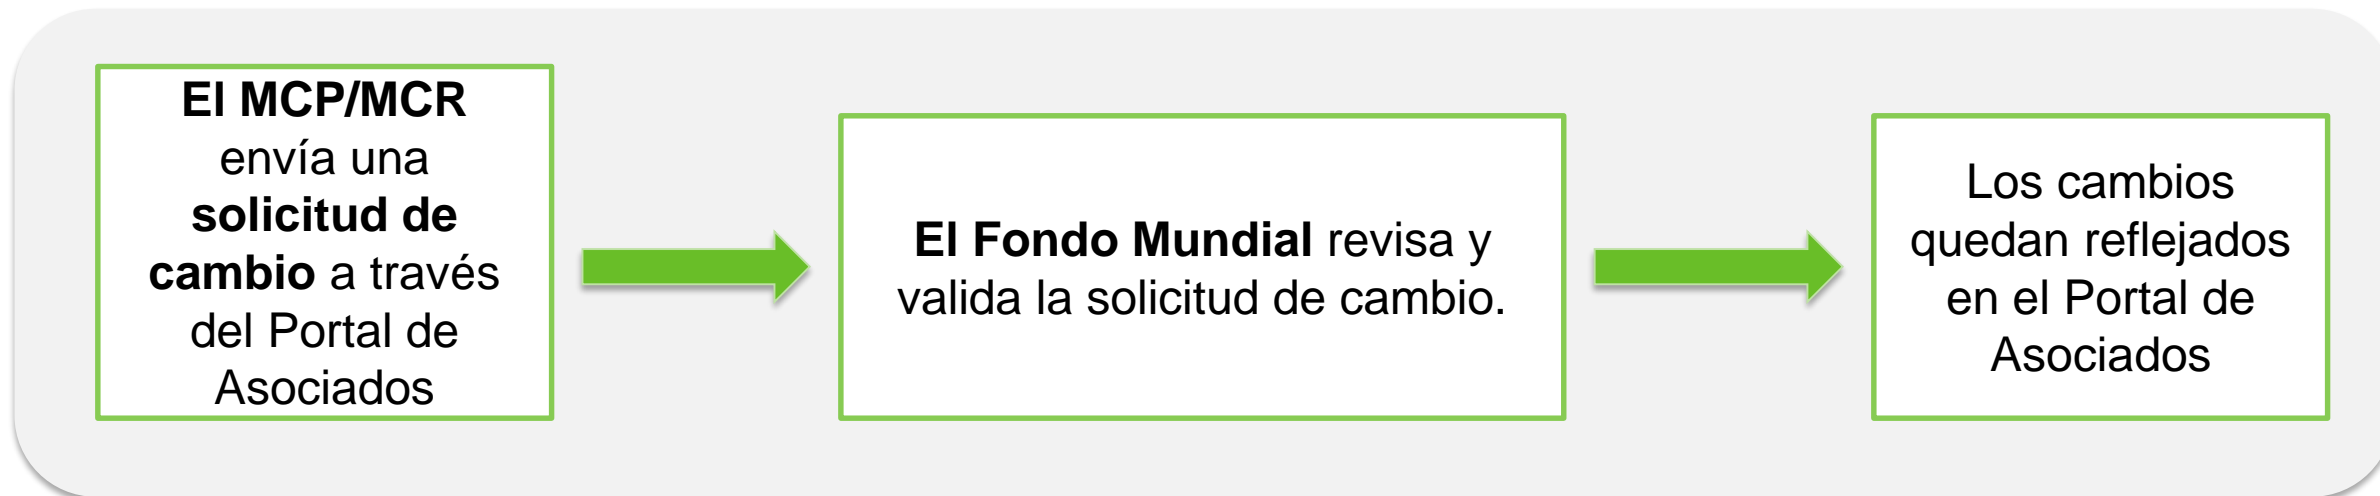 El MCP/MCR
envía una
solicitud de
cambio a través
del Portal de
Asociados
El Fondo Mundial revisa y
valida la solicitud de cambio.
Los cambios
quedan reflejados
en el Portal de
Asociados